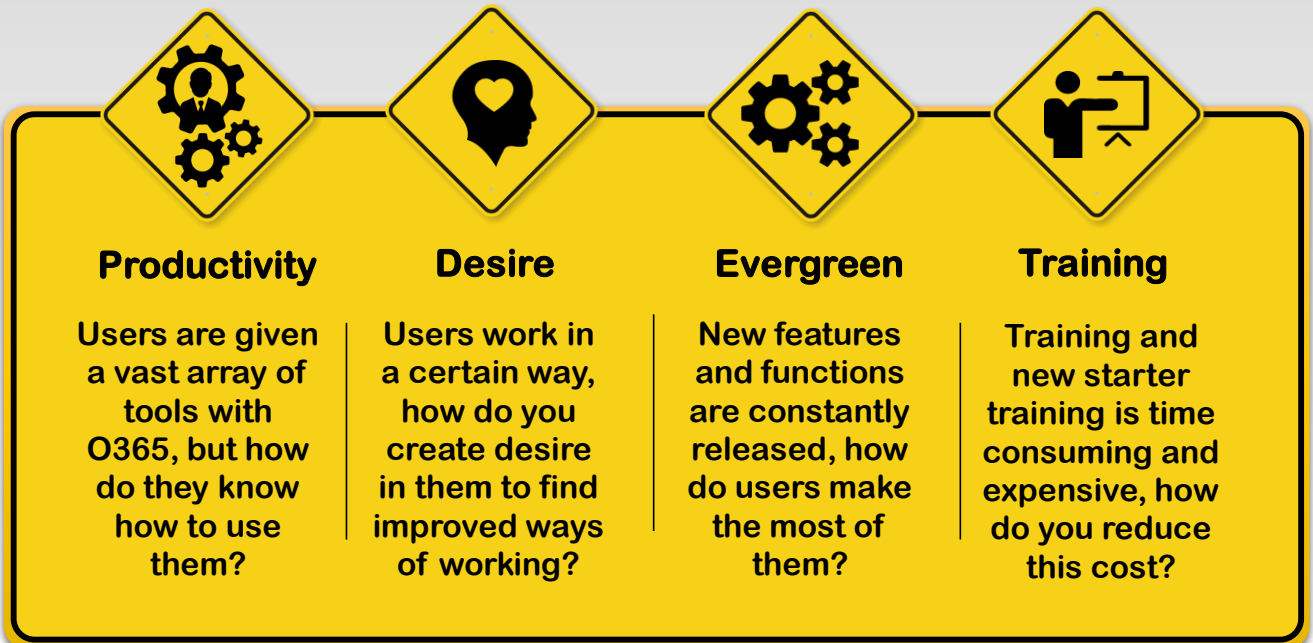 Productivity
Users are given
a vast array of
tools with
O365, but how
do they know
how to use
them?
Desire
Users work in
a certain way,
how do you
create desire
in them to find
improved ways
of working?
Evergreen
New features
and functions
are constantly
released, how
do users make
the most of
them?
Training
Training and
new starter
training is time
consuming and
expensive, how
do you reduce
this cost?